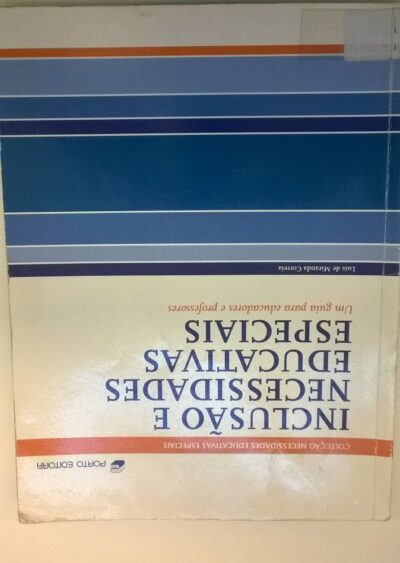 PORTO EDITORA
COLECÇÃO NECESSIDADES EDUCATIVAS ESPECIAIS
INCLUSÃO E
NECESSIDADES
EDUCATIVAS
ESPECIAIS
Um guia para educadores e professores
Luís de Miranda Correia